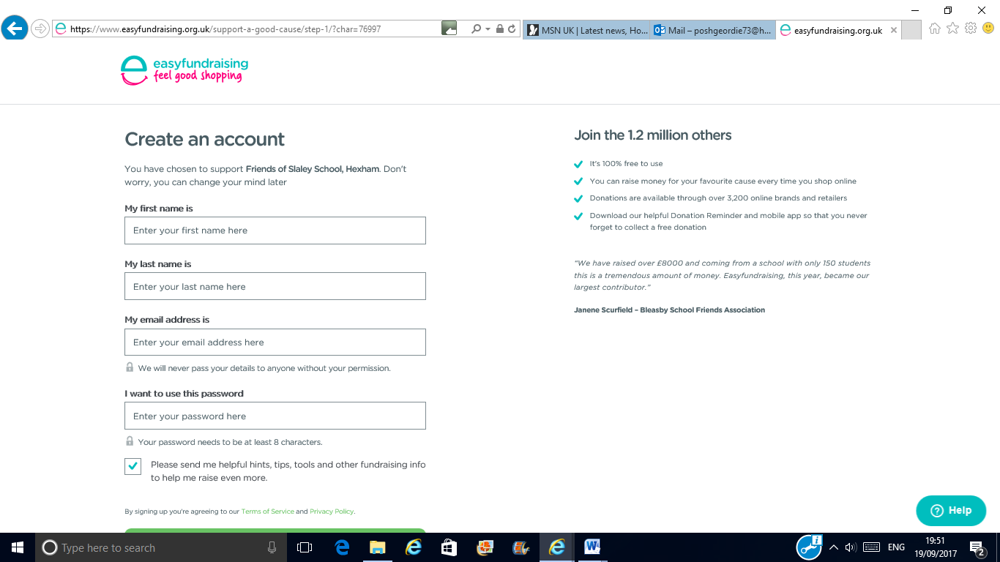 https://www.easyfundraising.org.uk/support-a-good-cause/step-1/?char=76997
MSN UK | Latest news, Ho...
Mail – poshgeordie73@h...
easyfundraising.org.uk
easyfundraising
feel good shopping
Create an account
You have chosen to support Friends of Slaley School, Hexham. Don't
worry, you can change your mind later
My first name is
Enter your first name here
My last name is
Enter your last name here
My email address is
Enter your email address here
We will never pass your details to anyone without your permission.
I want to use this password
Enter your password here
Your password needs to be at least 8 characters.
Please send me helpful hints, tips, tools and other fundraising info
to help me raise even more.
By signing up you're agreeing to our Terms of Service and Privacy Policy.
Join the 1.2 million others
It's 100% free to use
You can raise money for your favourite cause every time you shop online
Donations are available through over 3,200 online brands and retailers
Download our helpful Donation Reminder and mobile app so that you never
forget to collect a free donation
“We have raised over £8000 and coming from a school with only 150 students
this is a tremendous amount of money. Easyfundraising, this year, became our
largest contributor.”
Janene Scurfield – Bleasby School Friends Association
Help
Type here to search
ENG
19:51
19/09/2017
2